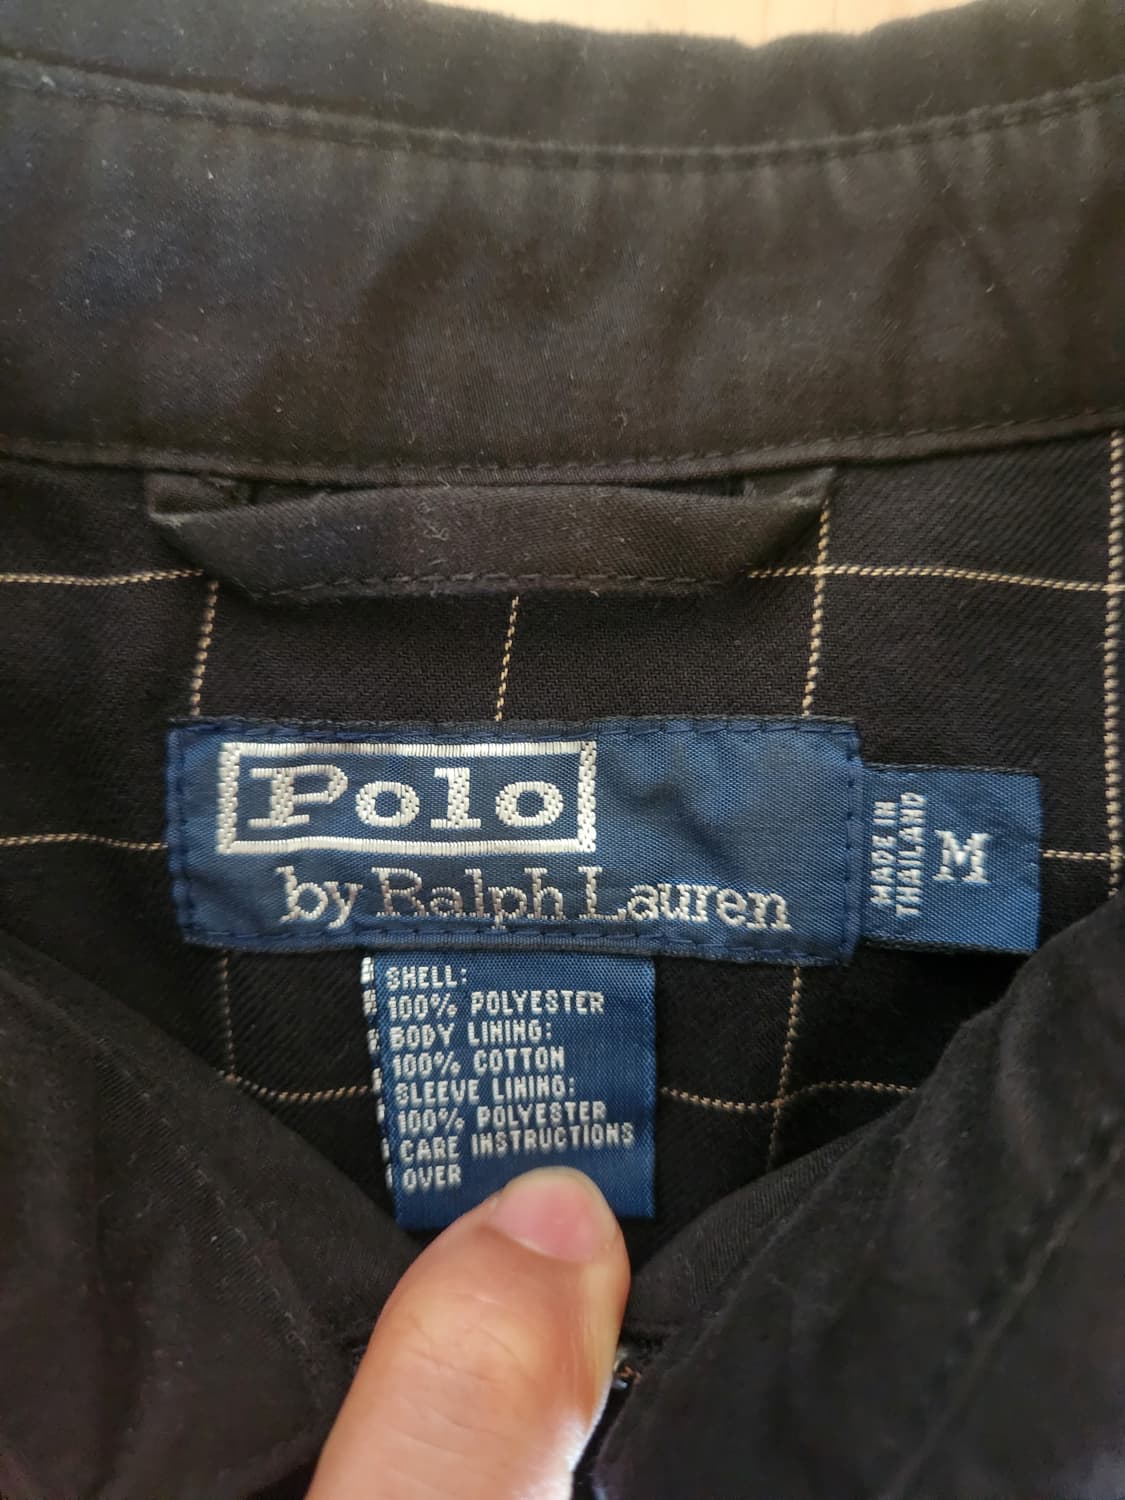 Polo
by Ralph Lauren
MADE IN
THAILAND
M
SHELL:
100% POLYESTER
BODY LINING:
100% COTTON
SLEEVE LINING:
100% POLYESTER
CARE INSTRUCTIONS
OVER